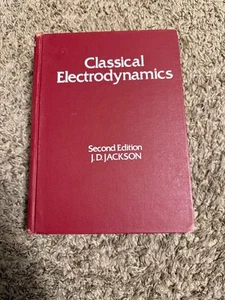 Classical
Electrodynamics
Second Edition
J.D. JACKSON